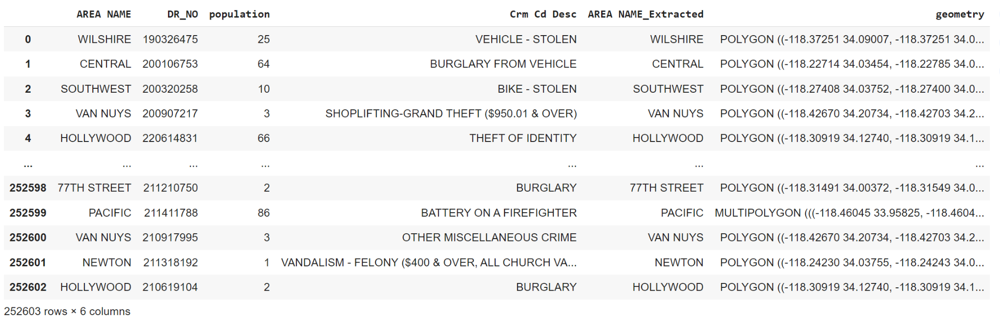 AREA NAME DR_NO population Crm Cd Desc AREA NAME_Extracted geometry
0 WILSHIRE 190326475 25 VEHICLE - STOLEN WILSHIRE POLYGON ((-118.37251 34.09007, -118.37251 34.0...
1 CENTRAL 200106753 64 BURGLARY FROM VEHICLE CENTRAL POLYGON ((-118.22714 34.03454, -118.22785 34.0...
2 SOUTHWEST 200320258 10 BIKE - STOLEN SOUTHWEST POLYGON ((-118.27408 34.03752, -118.27400 34.0...
3 VAN NUYS 200907217 3 SHOPLIFTING-GRAND THEFT ($950.01 & OVER) VAN NUYS POLYGON ((-118.42670 34.20734, -118.42703 34.2...
4 HOLLYWOOD 220614831 66 THEFT OF IDENTITY HOLLYWOOD POLYGON ((-118.30919 34.12740, -118.30919 34.1...
... ... ... ... ... ... ...
252598 77TH STREET 211210750 2 BURGLARY 77TH STREET POLYGON ((-118.31491 34.00372, -118.31549 34.0...
252599 PACIFIC 211411788 86 BATTERY ON A FIREFIGHTER PACIFIC MULTIPOLYGON (((-118.46045 33.95825, -118.4604...
252600 VAN NUYS 210917995 3 OTHER MISCELLANEOUS CRIME VAN NUYS POLYGON ((-118.42670 34.20734, -118.42703 34.2...
252601 NEWTON 211318192 1 VANDALISM - FELONY ($400 & OVER, ALL CHURCH VA... NEWTON POLYGON ((-118.24230 34.03755, -118.24243 34.0...
252602 HOLLYWOOD 210619104 2 BURGLARY HOLLYWOOD POLYGON ((-118.30919 34.12740, -118.30919 34.1...
252603 rows × 6 columns